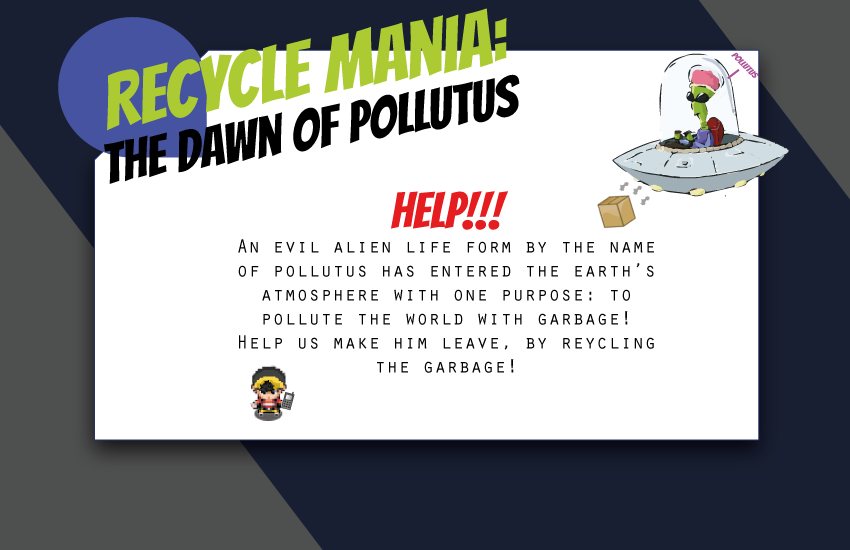 RECYCLE MANIA:
THE DAWN OF POLLUTUS
POLLUTUS
HELP!!!
AN EVIL ALIEN LIFE FORM BY THE NAME
OF POLLUTUS HAS ENTERED THE EARTH'S
ATMOSPHERE WITH ONE PURPOSE: TO
POLLUTE THE WORLD WITH GARBAGE!
HELP US MAKE HIM LEAVE, BY REYCLING
THE GARBAGE!